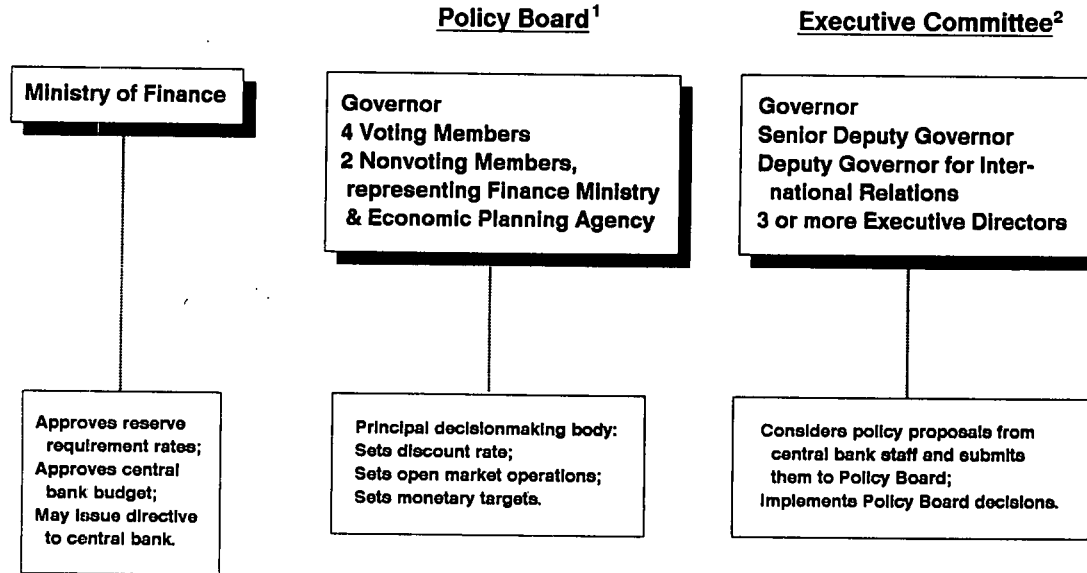 Policy Board¹
Executive Committee²
Ministry of Finance
Governor
4 Voting Members
2 Nonvoting Members,
representing Finance Ministry
& Economic Planning Agency
Governor
Senior Deputy Governor
Deputy Governor for Inter-
national Relations
3 or more Executive Directors
Approves reserve
requirement rates;
Approves central
bank budget;
May issue directive
to central bank.
Principal decisionmaking body:
Sets discount rate;
Sets open market operations;
Sets monetary targets.
Considers policy proposals from
central bank staff and submits
them to Policy Board;
Implements Policy Board decisions.